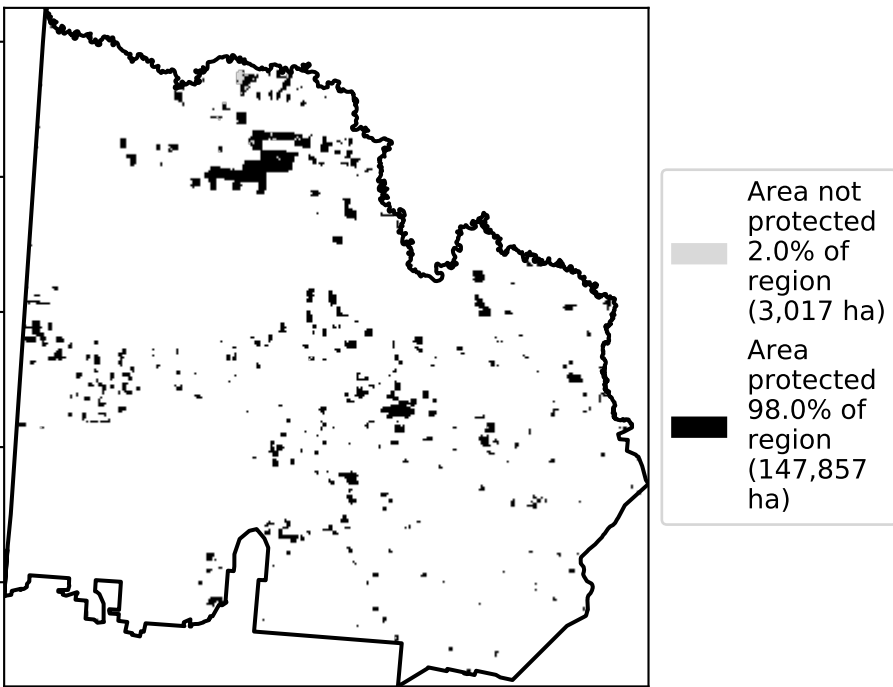 Area not
protected
2.0% of
region
(3,017 ha)
Area
protected
98.0% of
region
(147,857
ha)